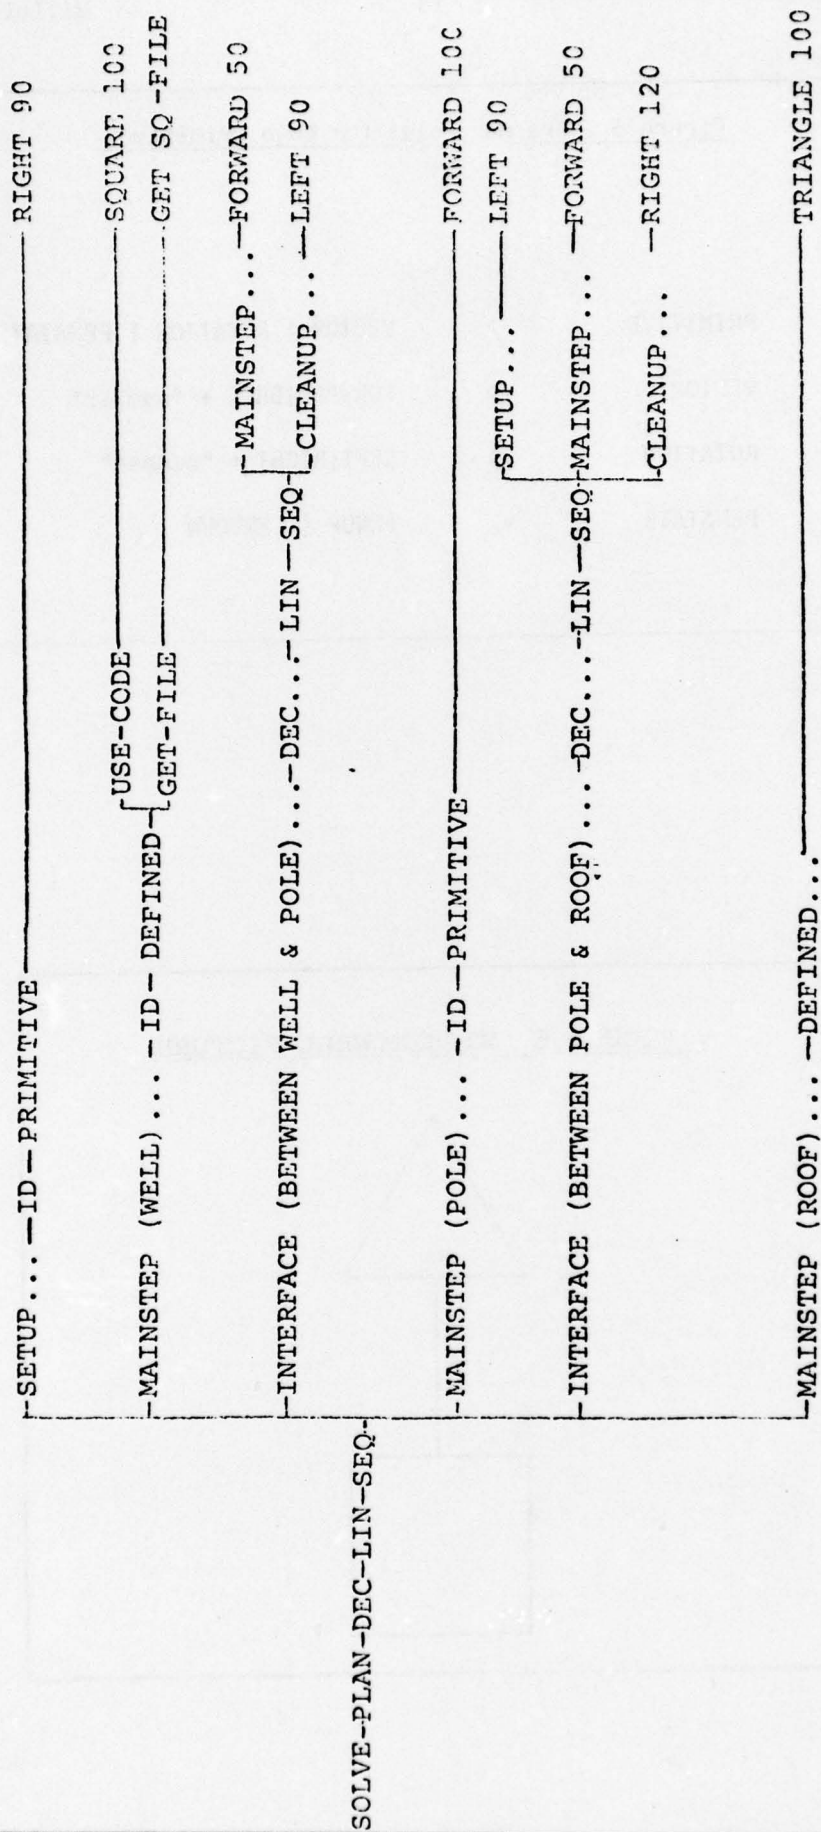 SOLVE-PLAN-DEC-LIN-SEQ
SETUP...—ID—PRIMITIVE—RIGHT 90
MAINSTEP (WELL)...—ID—DEFINED
USE-CODE—SQUARE 100
GET-FILE—GET SQ-FILE
INTERFACE (BETWEEN WELL & POLE)...—DEC...—LIN—SEQ
MAINSTEP...—FORWARD 50
CLEANUP...—LEFT 90
MAINSTEP (POLE)...—ID—PRIMITIVE—FORWARD 100
INTERFACE (BETWEEN POLE & ROOF)...—DEC...—LIN—SEQ
SETUP...—LEFT 90
MAINSTEP...—FORWARD 50
CLEANUP...—RIGHT 120
MAINSTEP (ROOF)...—DEFINED...—TRIANGLE 100